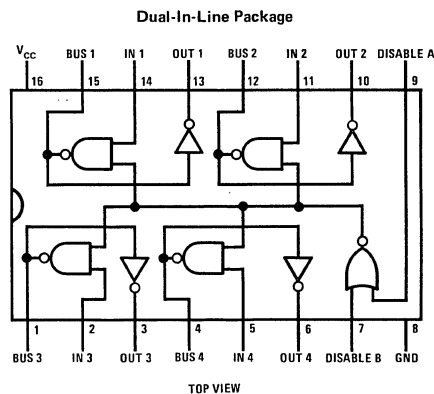 Dual-In-Line Package
VCC BUS 1 IN 1 OUT 1 BUS 2 IN 2 OUT 2 DISABLE A
16 15 14 13 12 11 10 9
1 2 3 4 5 6 7 8
BUS 3 IN 3 OUT 3 BUS 4 IN 4 OUT 4 DISABLE B GND
TOP VIEW